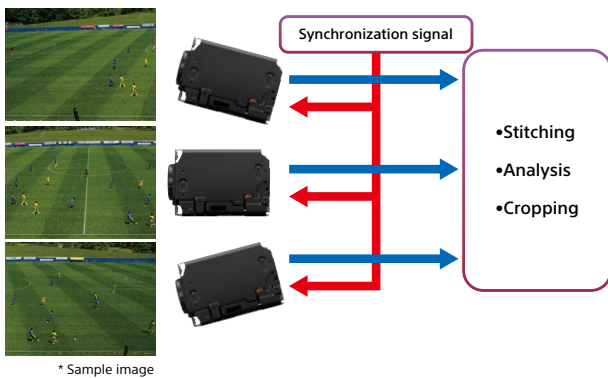 Synchronization signal
•Stitching
•Analysis
•Cropping
* Sample image